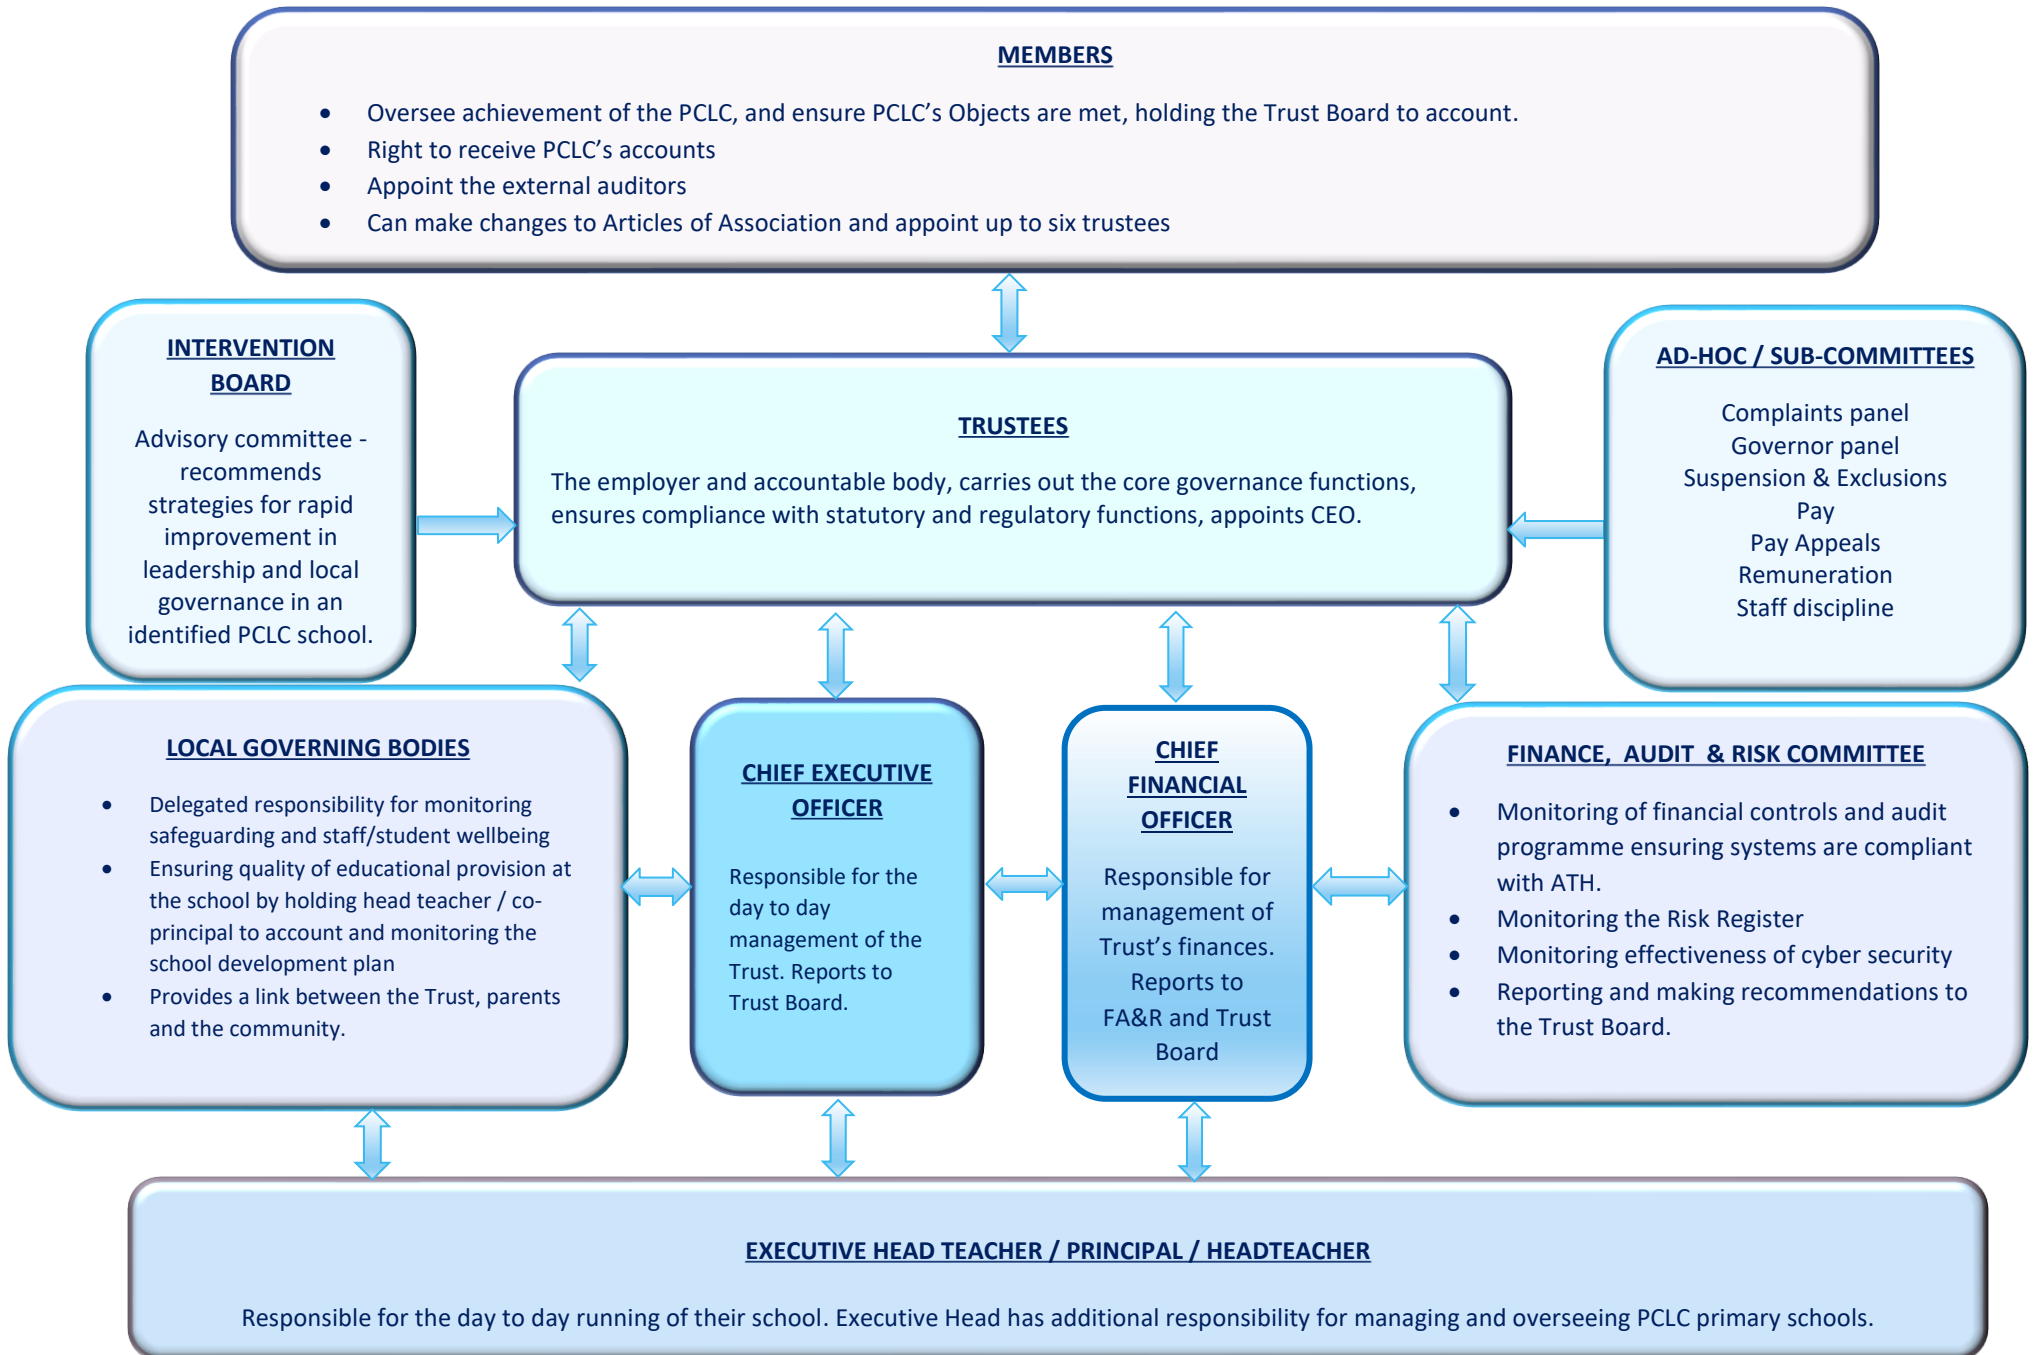 MEMBERS
• Oversee achievement of the PCLC, and ensure PCLC's Objects are met, holding the Trust Board to account.
• Right to receive PCLC's accounts
• Appoint the external auditors
• Can make changes to Articles of Association and appoint up to six trustees
INTERVENTION
BOARD
Advisory committee -
recommends
strategies for rapid
improvement in
leadership and local
governance in an
identified PCLC school.
TRUSTEES
The employer and accountable body, carries out the core governance functions,
ensures compliance with statutory and regulatory functions, appoints CEO.
AD-HOC / SUB-COMMITTEES
Complaints panel
Governor panel
Suspension & Exclusions
Pay
Pay Appeals
Remuneration
Staff discipline
LOCAL GOVERNING BODIES
• Delegated responsibility for monitoring
safeguarding and staff/student wellbeing
• Ensuring quality of educational provision at
the school by holding head teacher / co-
principal to account and monitoring the
school development plan
• Provides a link between the Trust, parents
and the community.
CHIEF EXECUTIVE
OFFICER
Responsible for the
day to day
management of the
Trust. Reports to
Trust Board.
CHIEF
FINANCIAL
OFFICER
Responsible for
management of
Trust's finances.
Reports to
FA&R and Trust
Board
FINANCE, AUDIT & RISK COMMITTEE
• Monitoring of financial controls and audit
programme ensuring systems are compliant
with ATH.
• Monitoring the Risk Register
• Monitoring effectiveness of cyber security
• Reporting and making recommendations to
the Trust Board.
EXECUTIVE HEAD TEACHER / PRINCIPAL / HEADTEACHER
Responsible for the day to day running of their school. Executive Head has additional responsibility for managing and overseeing PCLC primary schools.